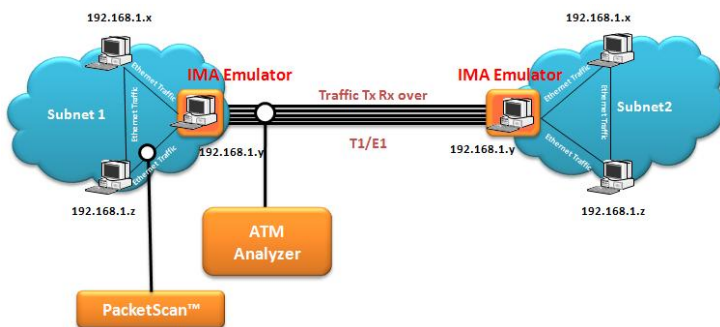 192.168.1.x
192.168.1.x
IMA Emulator
IMA Emulator
Ethernet Traffic
Ethernet Traffic
Traffic Tx Rx over
Ethernet Traffic
Ethernet Traffic
Subnet 1
Subnet2
T1/E1
192.168.1.y
192.168.1.y
Ethernet Traffic
Ethernet Traffic
192.168.1.z
192.168.1.z
ATM
Analyzer
PacketScan™